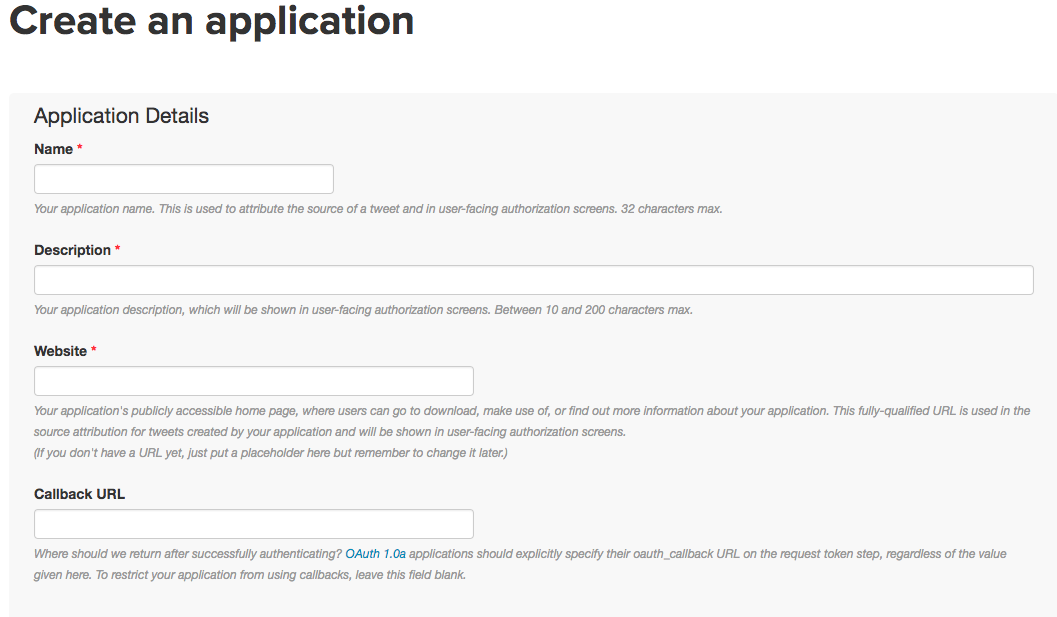 Create an application
Application Details
Name *
Your application name. This is used to attribute the source of a tweet and in user-facing authorization screens. 32 characters max.
Description *
Your application description, which will be shown in user-facing authorization screens. Between 10 and 200 characters max.
Website *
Your application's publicly accessible home page, where users can go to download, make use of, or find out more information about your application. This fully-qualified URL is used in the
source attribution for tweets created by your application and will be shown in user-facing authorization screens.
(If you don't have a URL yet, just put a placeholder here but remember to change it later.)
Callback URL
Where should we return after successfully authenticating? OAuth 1.0a applications should explicitly specify their oauth_callback URL on the request token step, regardless of the value
given here. To restrict your application from using callbacks, leave this field blank.